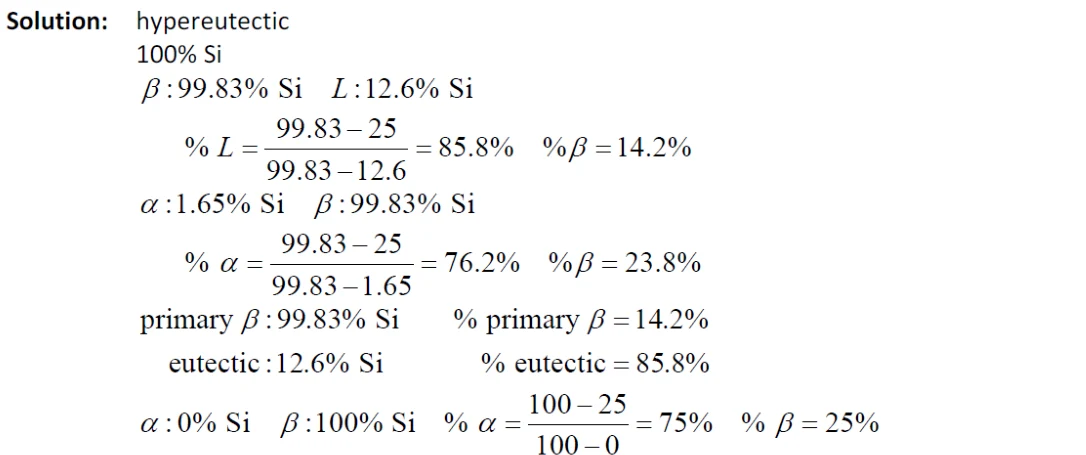 Solution: hypereutectic
100% Si
β:99.83% Si L:12.6% Si
% L = (99.83 – 25)/(99.83 – 12.6) = 85.8% %β = 14.2%
α:1.65% Si β:99.83% Si
% α = (99.83 – 25)/(99.83 – 1.65) = 76.2% %β = 23.8%
primary β:99.83% Si % primary β = 14.2%
eutectic:12.6% Si % eutectic = 85.8%
α:0% Si β:100% Si % α = (100 – 25)/(100 – 0) = 75% % β = 25%